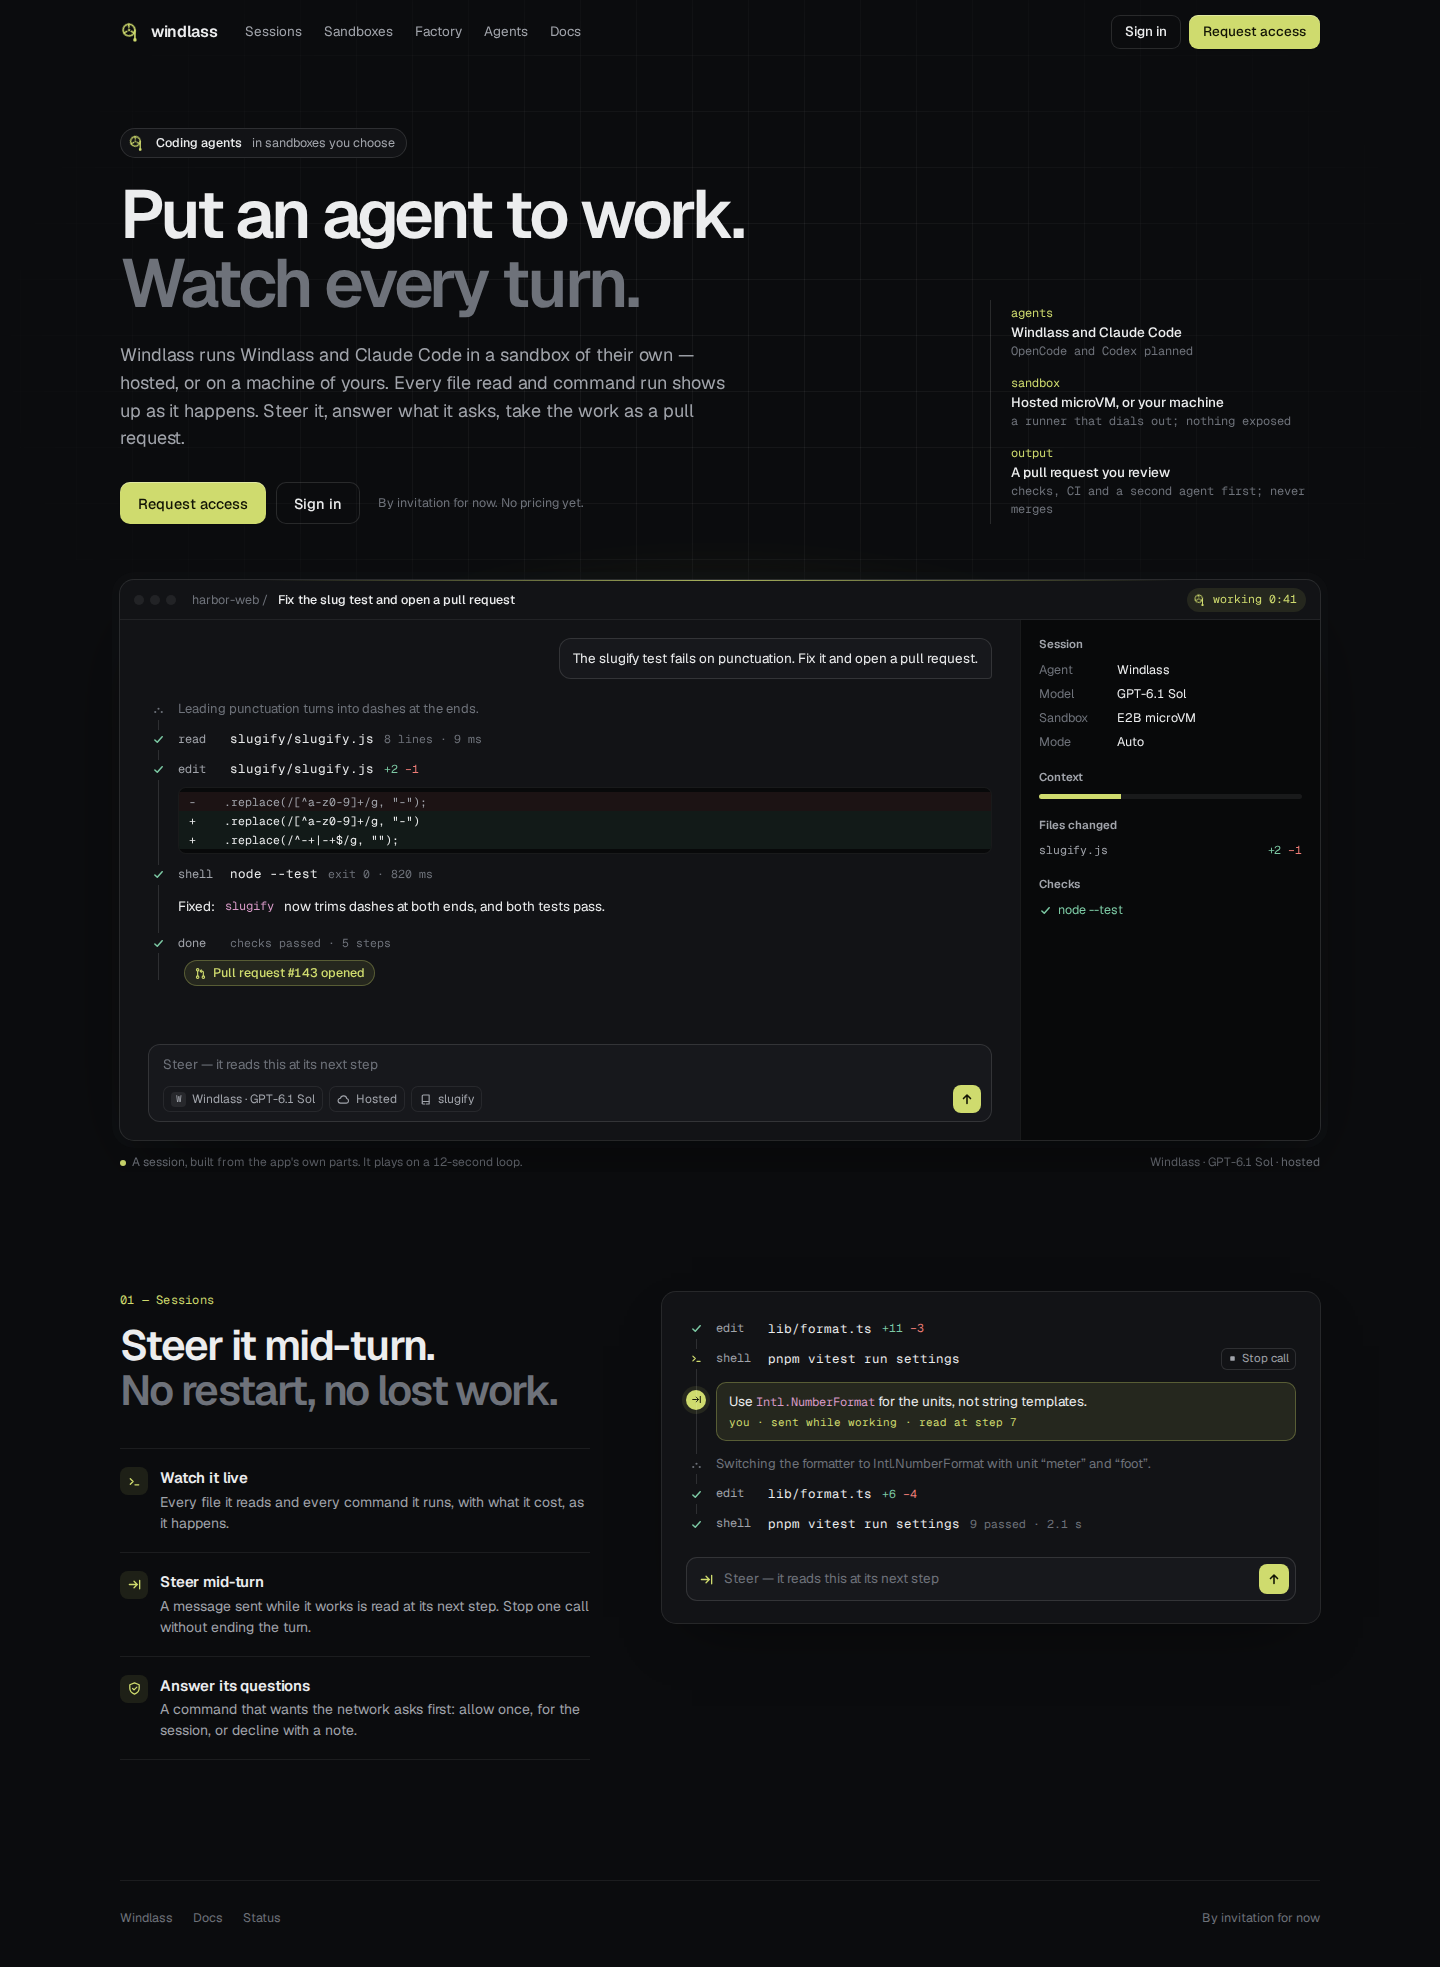 windlass Sessions Sandboxes Factory Agents Docs Sign in Request access
Coding agents in sandboxes you choose
Put an agent to work.
Watch every turn.
Windlass runs Windlass and Claude Code in a sandbox of their own —
hosted, or on a machine of yours. Every file read and command run shows
up as it happens. Steer it, answer what it asks, take the work as a pull
request.
Request access Sign in By invitation for now. No pricing yet.
agents
Windlass and Claude Code
OpenCode and Codex planned
sandbox
Hosted microVM, or your machine
a runner that dials out; nothing exposed
output
A pull request you review
checks, CI and a second agent first; never
merges
harbor-web / Fix the slug test and open a pull request working 0:41
The slugify test fails on punctuation. Fix it and open a pull request.
Leading punctuation turns into dashes at the ends.
read slugify/slugify.js 8 lines · 9 ms
edit slugify/slugify.js +2 −1
- .replace(/[^a-z0-9]+/g, "-");
+ .replace(/[^a-z0-9]+/g, "-")
+ .replace(/^-+|-+$/g, "");
shell node --test exit 0 · 820 ms
Fixed: slugify now trims dashes at both ends, and both tests pass.
done checks passed · 5 steps
Pull request #143 opened
Steer — it reads this at its next step
W Windlass · GPT-6.1 Sol Hosted slugify
Session
Agent Windlass
Model GPT-6.1 Sol
Sandbox E2B microVM
Mode Auto
Context
Files changed
slugify.js +2 −1
Checks
node --test
A session, built from the app's own parts. It plays on a 12-second loop. Windlass · GPT-6.1 Sol · hosted
01 — Sessions
Steer it mid-turn.
No restart, no lost work.
Watch it live
Every file it reads and every command it runs, with what it cost, as
it happens.
Steer mid-turn
A message sent while it works is read at its next step. Stop one call
without ending the turn.
Answer its questions
A command that wants the network asks first: allow once, for the
session, or decline with a note.
edit lib/format.ts +11 −3
shell pnpm vitest run settings Stop call
Use Intl.NumberFormat for the units, not string templates.
you · sent while working · read at step 7
Switching the formatter to Intl.NumberFormat with unit “meter” and “foot”.
edit lib/format.ts +6 −4
shell pnpm vitest run settings 9 passed · 2.1 s
Steer — it reads this at its next step
Windlass Docs Status By invitation for now